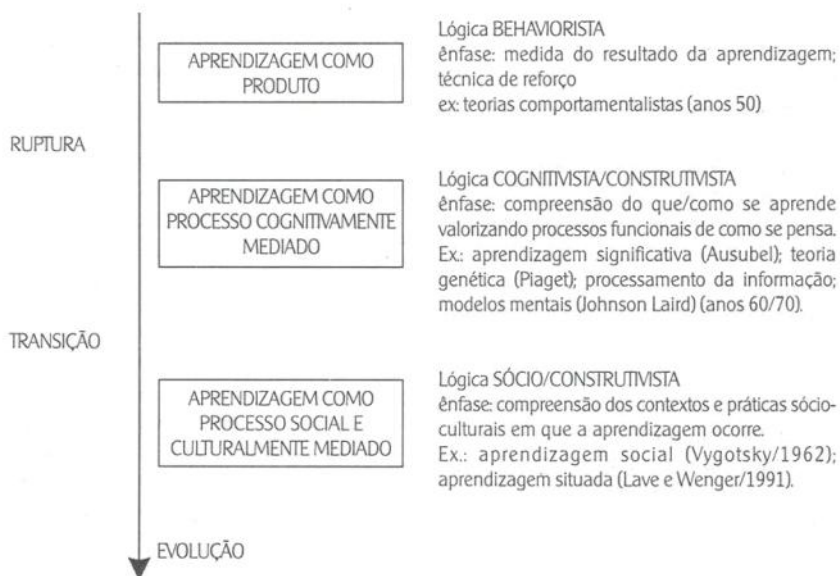 APRENDIZAGEM COMO
PRODUTO
Lógica BEHAVIORISTA
ênfase: medida do resultado da aprendizagem;
técnica de reforço
ex: teorias comportamentalistas (anos 50)
RUPTURA
APRENDIZAGEM COMO
PROCESSO COGNITIVAMENTE
MEDIADO
Lógica COGNITIVISTA/CONSTRUTIVISTA
ênfase: compreensão do que/como se aprende
valorizando processos funcionais de como se pensa.
Ex.: aprendizagem significativa (Ausubel); teoria
genética (Piaget); processamento da informação;
modelos mentais (Johnson Laird) (anos 60/70).
TRANSIÇÃO
APRENDIZAGEM COMO
PROCESSO SOCIAL E
CULTURALMENTE MEDIADO
Lógica SÓCIO/CONSTRUTIVISTA
ênfase: compreensão dos contextos e práticas sócio-
culturais em que a aprendizagem ocorre.
Ex.: aprendizagem social (Vygotsky/1962);
aprendizagem situada (Lave e Wenger/1991).
EVOLUÇÃO